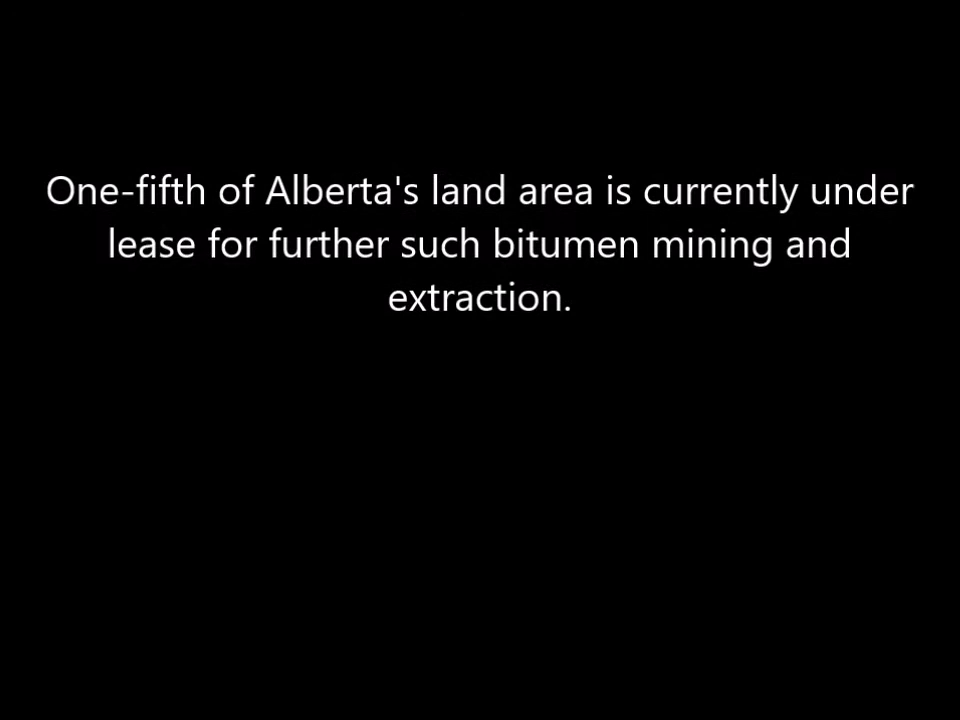 One-fifth of Alberta's land area is currently under
lease for further such bitumen mining and
extraction.